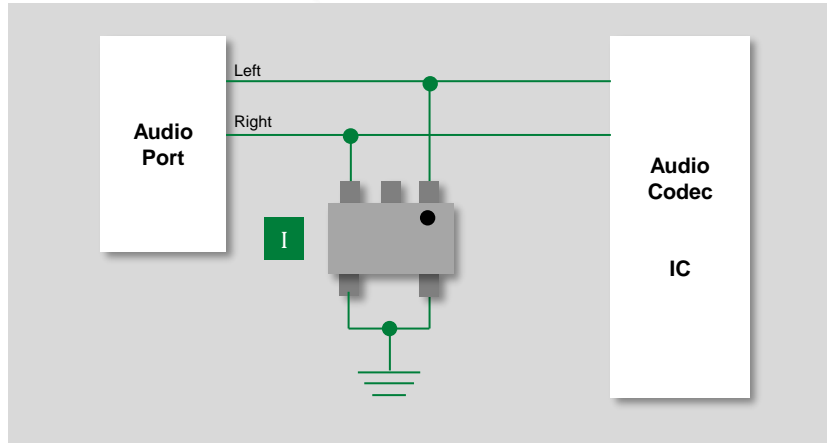 Left
Right
Audio
Port
Audio
Codec
IC
I